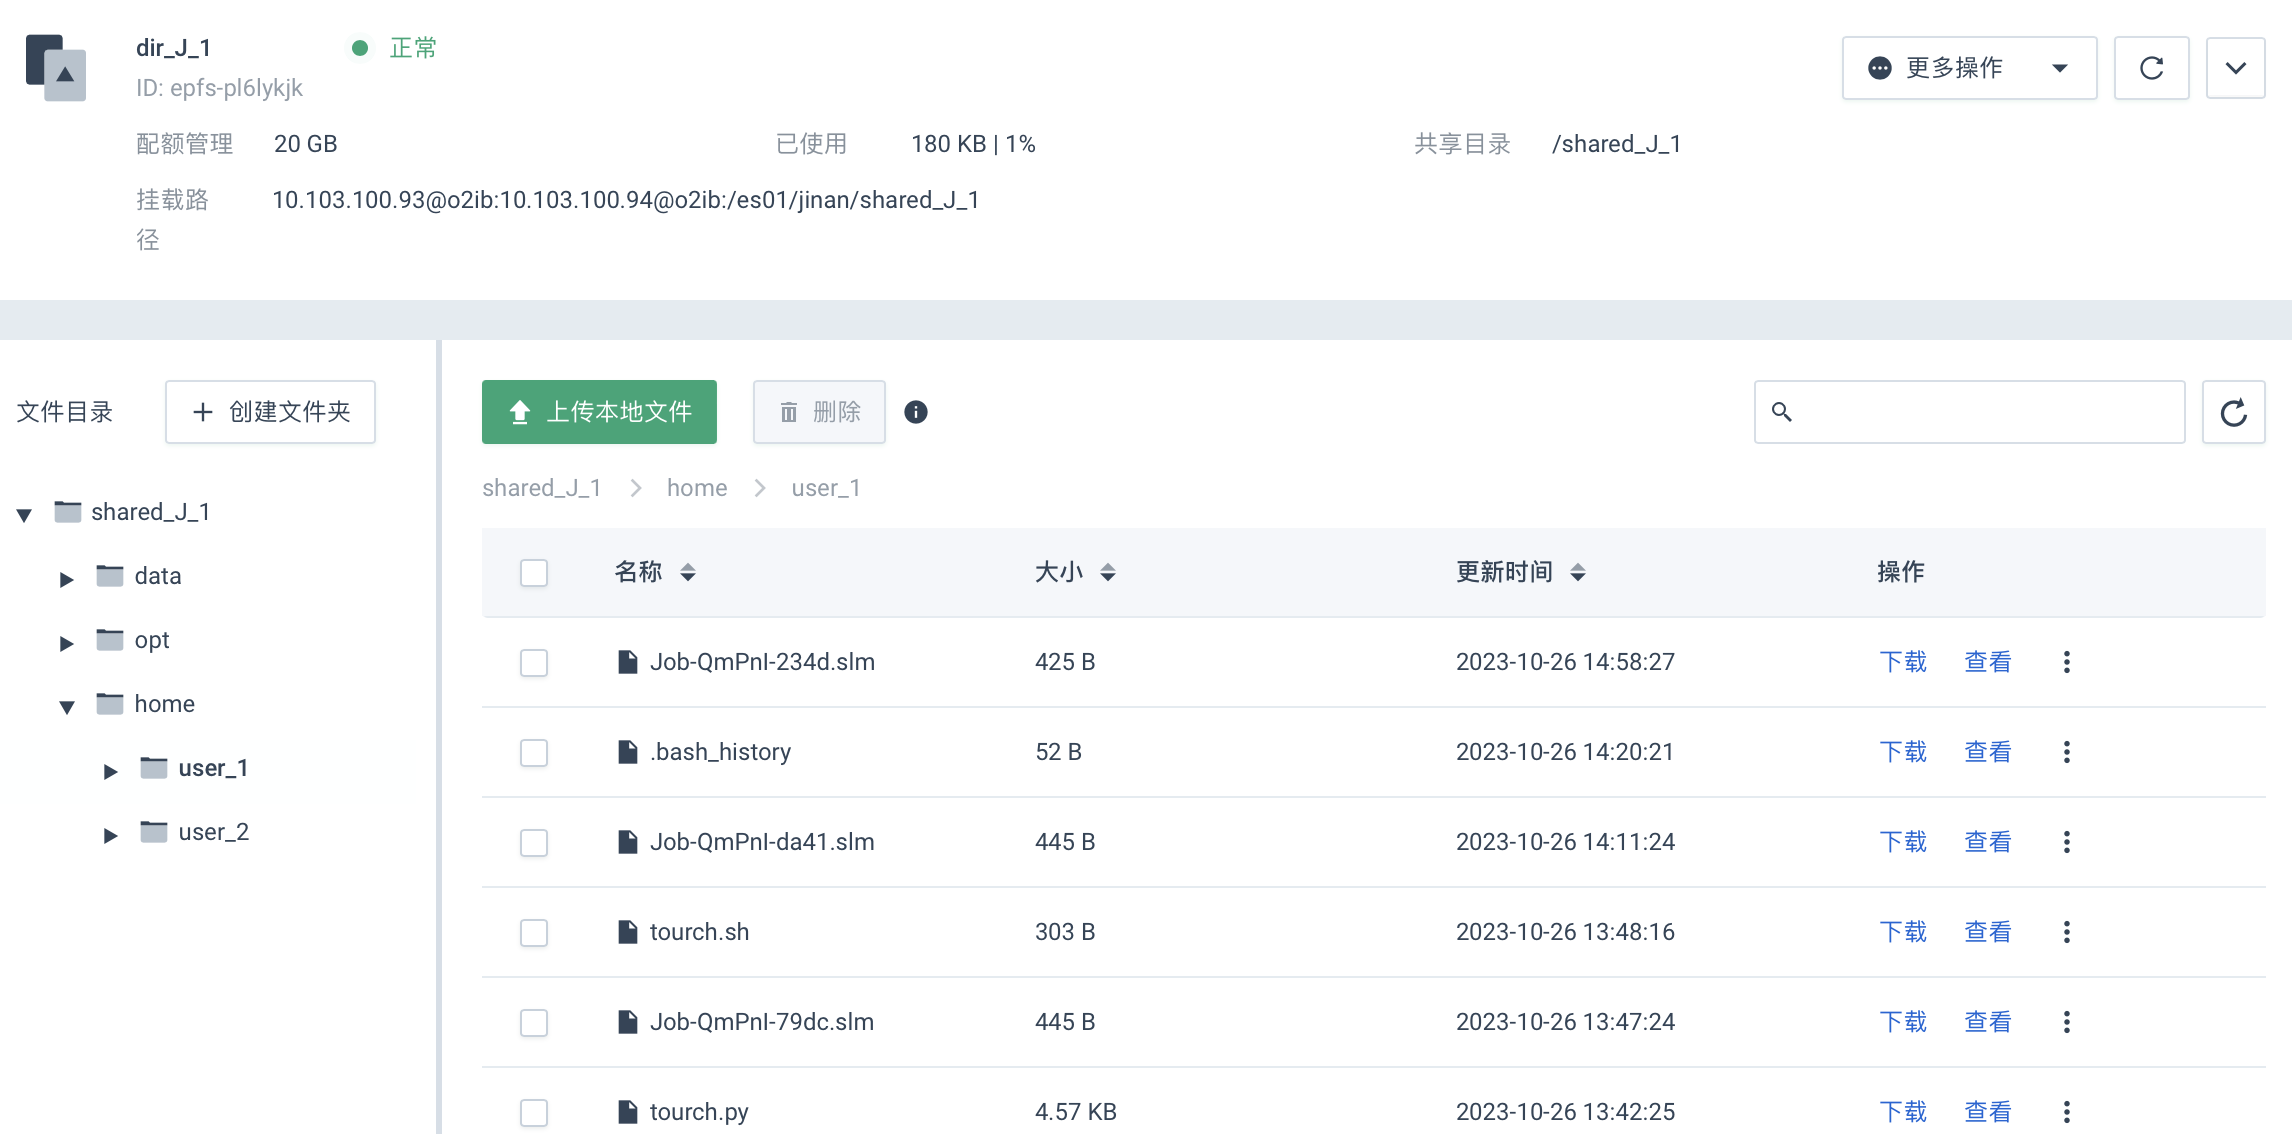 dir_J_1 正常
ID: epfs-pl6lykjk
更多操作
配额管理 20 GB 已使用 180 KB | 1% 共享目录 /shared_J_1
挂载路径 10.103.100.93@o2ib:10.103.100.94@o2ib:/es01/jinan/shared_J_1
文件目录 创建文件夹
shared_J_1
data
opt
home
user_1
user_2
上传本地文件 删除
shared_J_1 > home > user_1
名称 大小 更新时间 操作
Job-QmPnI-234d.slm 425 B 2023-10-26 14:58:27 下载 查看
.bash_history 52 B 2023-10-26 14:20:21 下载 查看
Job-QmPnI-da41.slm 445 B 2023-10-26 14:11:24 下载 查看
tourch.sh 303 B 2023-10-26 13:48:16 下载 查看
Job-QmPnI-79dc.slm 445 B 2023-10-26 13:47:24 下载 查看
tourch.py 4.57 KB 2023-10-26 13:42:25 下载 查看